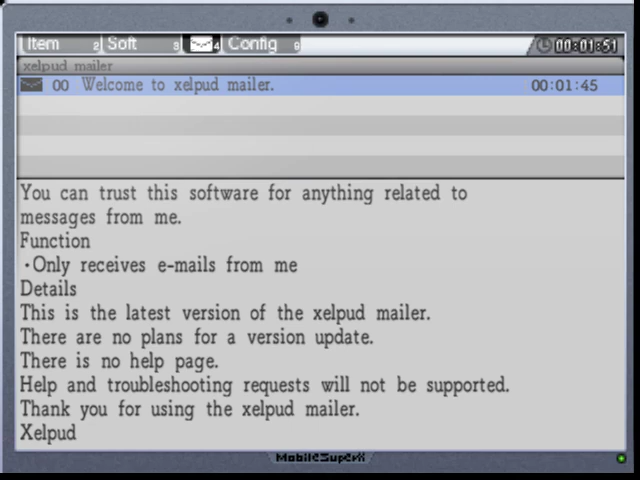 Item 2 Soft 3 4 Config 9 00:01:51
xelpud mailer
00 Welcome to xelpud mailer. 00:01:45
You can trust this software for anything related to
messages from me.
Function
・Only receives e-mails from me
Details
This is the latest version of the xelpud mailer.
There are no plans for a version update.
There is no help page.
Help and troubleshooting requests will not be supported.
Thank you for using the xelpud mailer.
Xelpud
MobileSuperX